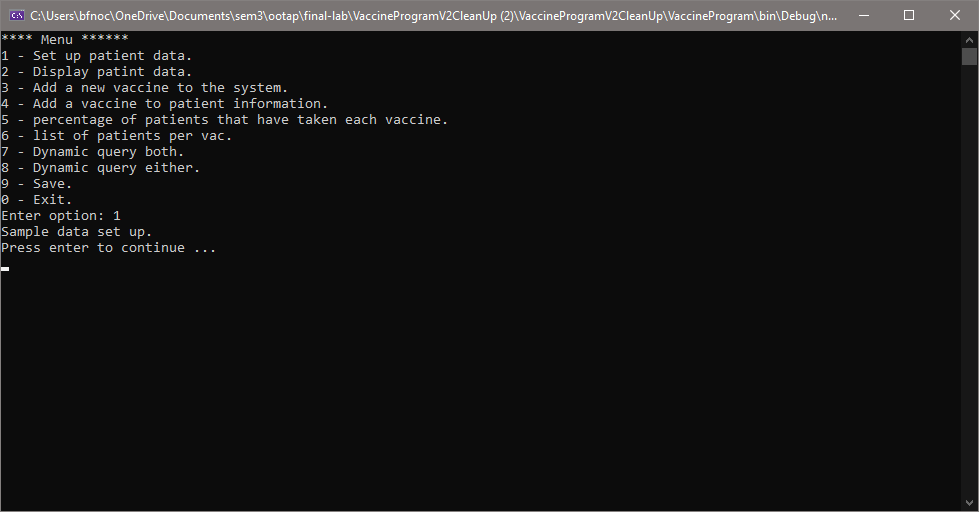 C:\Users\bfnoc\OneDrive\Documents\sem3\ootap\final-lab\VaccineProgramV2CleanUp (2)\VaccineProgramV2CleanUp\VaccineProgram\bin\Debug\n...
**** Menu ******
1 - Set up patient data.
2 - Display patint data.
3 - Add a new vaccine to the system.
4 - Add a vaccine to patient information.
5 - percentage of patients that have taken each vaccine.
6 - list of patients per vac.
7 - Dynamic query both.
8 - Dynamic query either.
9 - Save.
0 - Exit.
Enter option: 1
Sample data set up.
Press enter to continue ...